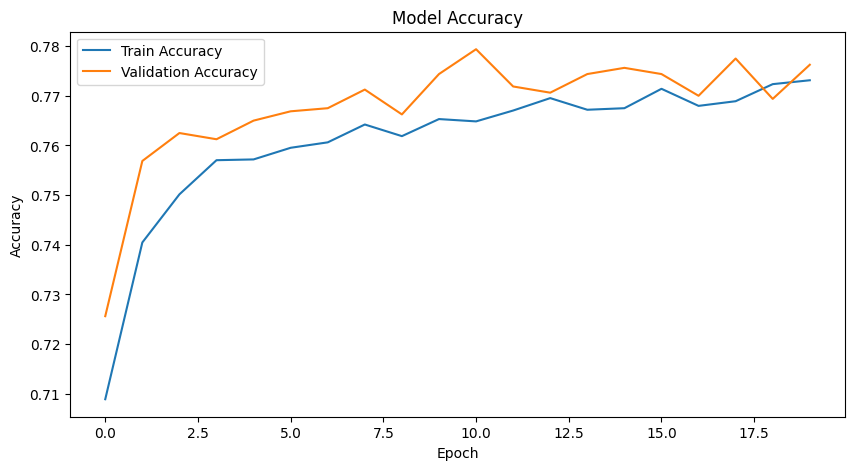 Model Accuracy
Train Accuracy
Validation Accuracy
0.78
0.77
0.76
0.75
0.74
0.73
0.72
0.71
Accuracy
0.0 2.5 5.0 7.5 10.0 12.5 15.0 17.5
Epoch